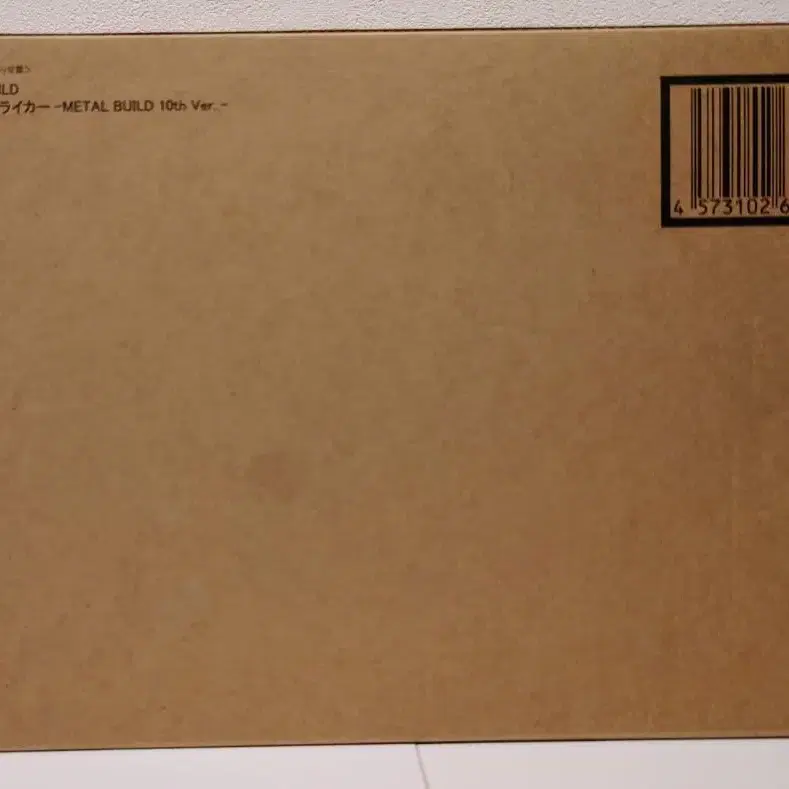 ILD
ライカー -METAL BUILD 10th Ver. -
4 573102 6